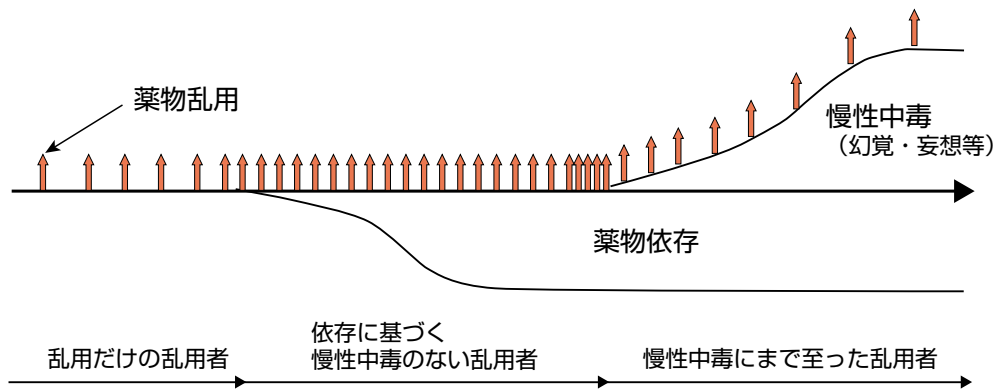 薬物乱用
慢性中毒
（幻覚・妄想等）
薬物依存
乱用だけの乱用者
依存に基づく
慢性中毒のない乱用者
慢性中毒にまで至った乱用者